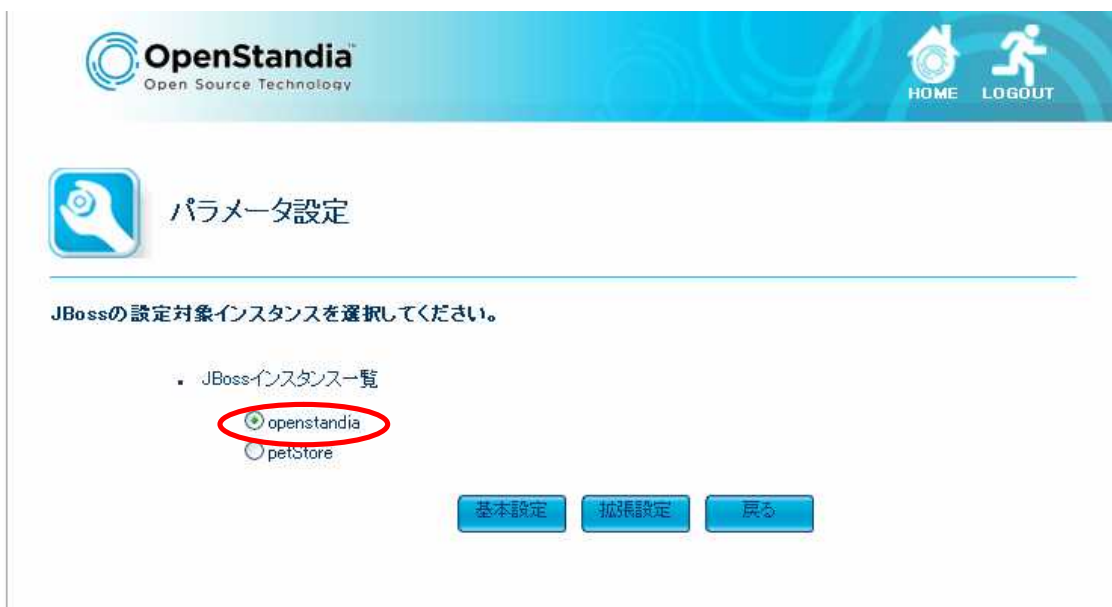 OpenStandia™
Open Source Technology
HOME LOGOUT
パラメータ設定
JBossの設定対象インスタンスを選択してください。
JBossインスタンス一覧
openstandia
petStore
基本設定 拡張設定 戻る